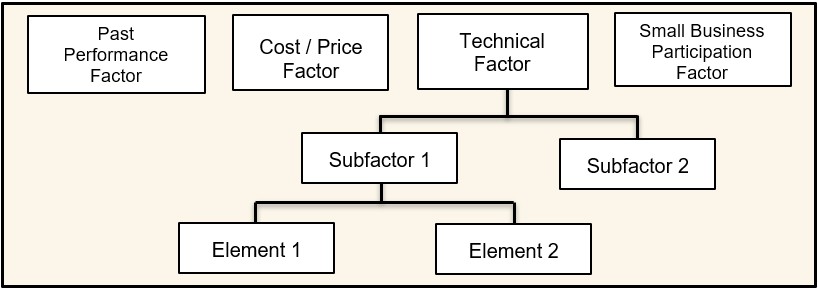 Past
Performance
Factor
Cost / Price
Factor
Technical
Factor
Small Business
Participation
Factor
Subfactor 1
Subfactor 2
Element 1
Element 2